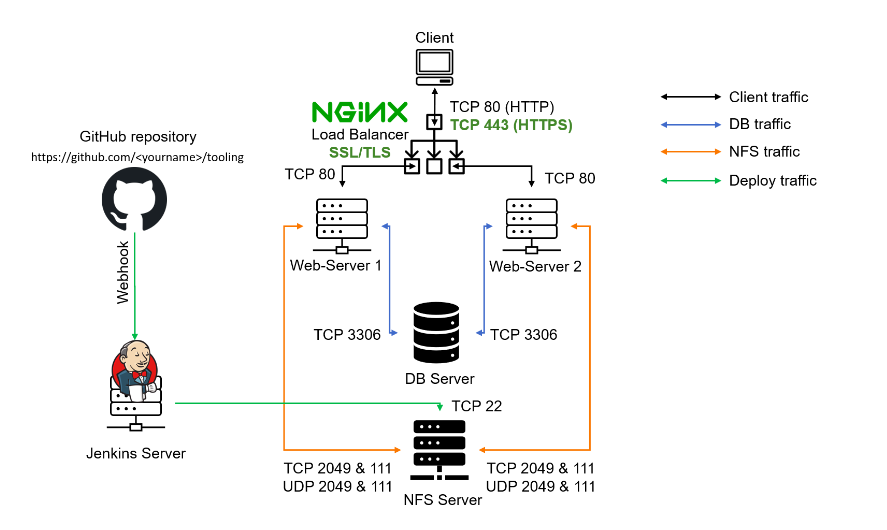 Client
NGINX
Load Balancer
SSL/TLS
TCP 80 (HTTP)
TCP 443 (HTTPS)
Client traffic
DB traffic
NFS traffic
Deploy traffic
GitHub repository
https://github.com/<yourname>/tooling
TCP 80
TCP 80
Webhook
Web-Server 1
Web-Server 2
TCP 3306
TCP 3306
DB Server
TCP 22
Jenkins Server
TCP 2049 & 111
UDP 2049 & 111
TCP 2049 & 111
UDP 2049 & 111
NFS Server